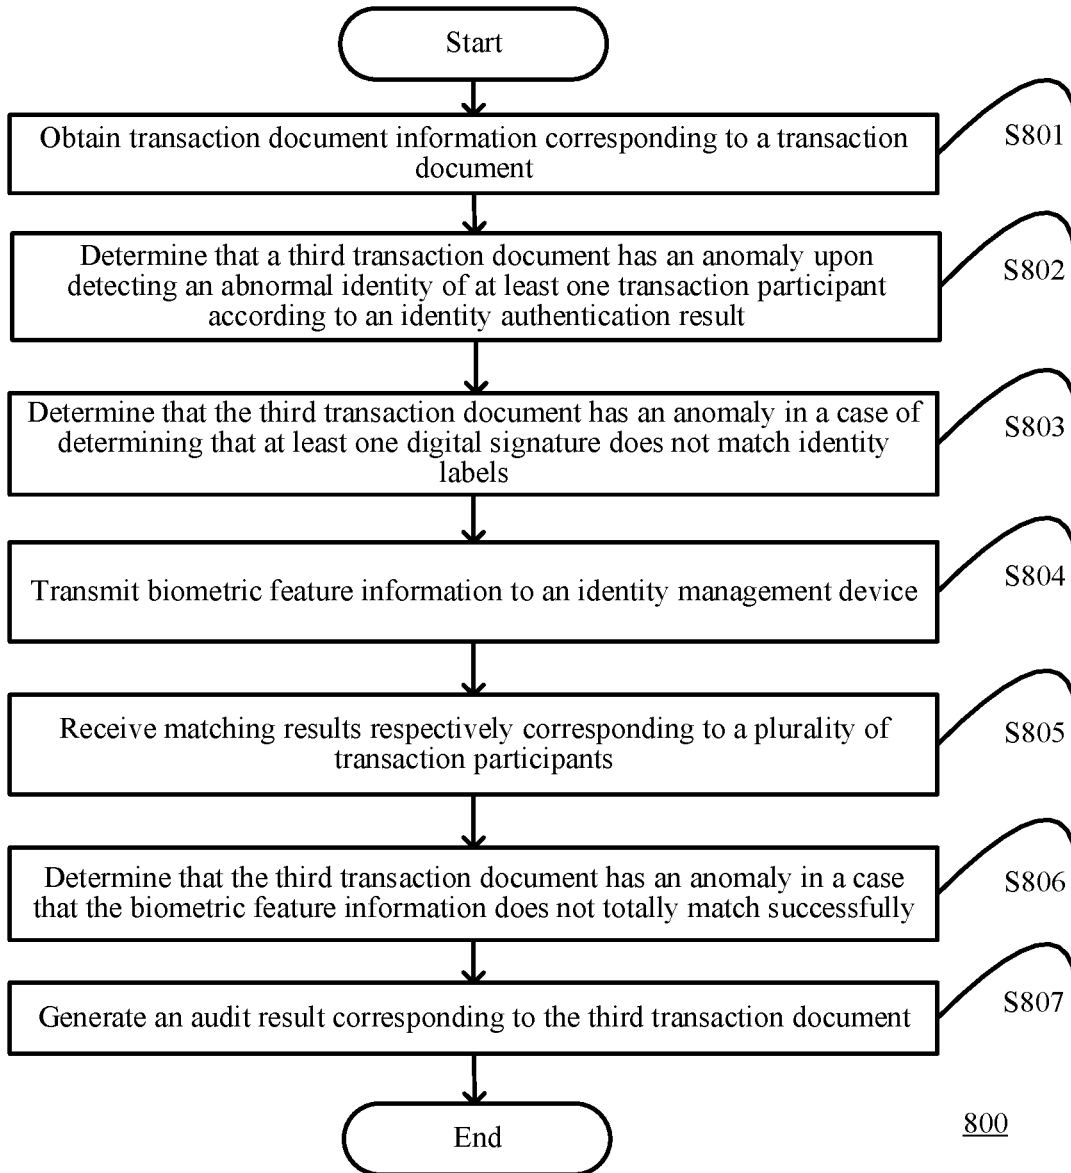 Start
Obtain transaction document information corresponding to a transaction
document
S801
Determine that a third transaction document has an anomaly upon
detecting an abnormal identity of at least one transaction participant
according to an identity authentication result
S802
Determine that the third transaction document has an anomaly in a case of
determining that at least one digital signature does not match identity
labels
S803
Transmit biometric feature information to an identity management device
S804
Receive matching results respectively corresponding to a plurality of
transaction participants
S805
Determine that the third transaction document has an anomaly in a case
that the biometric feature information does not totally match successfully
S806
Generate an audit result corresponding to the third transaction document
S807
End
800